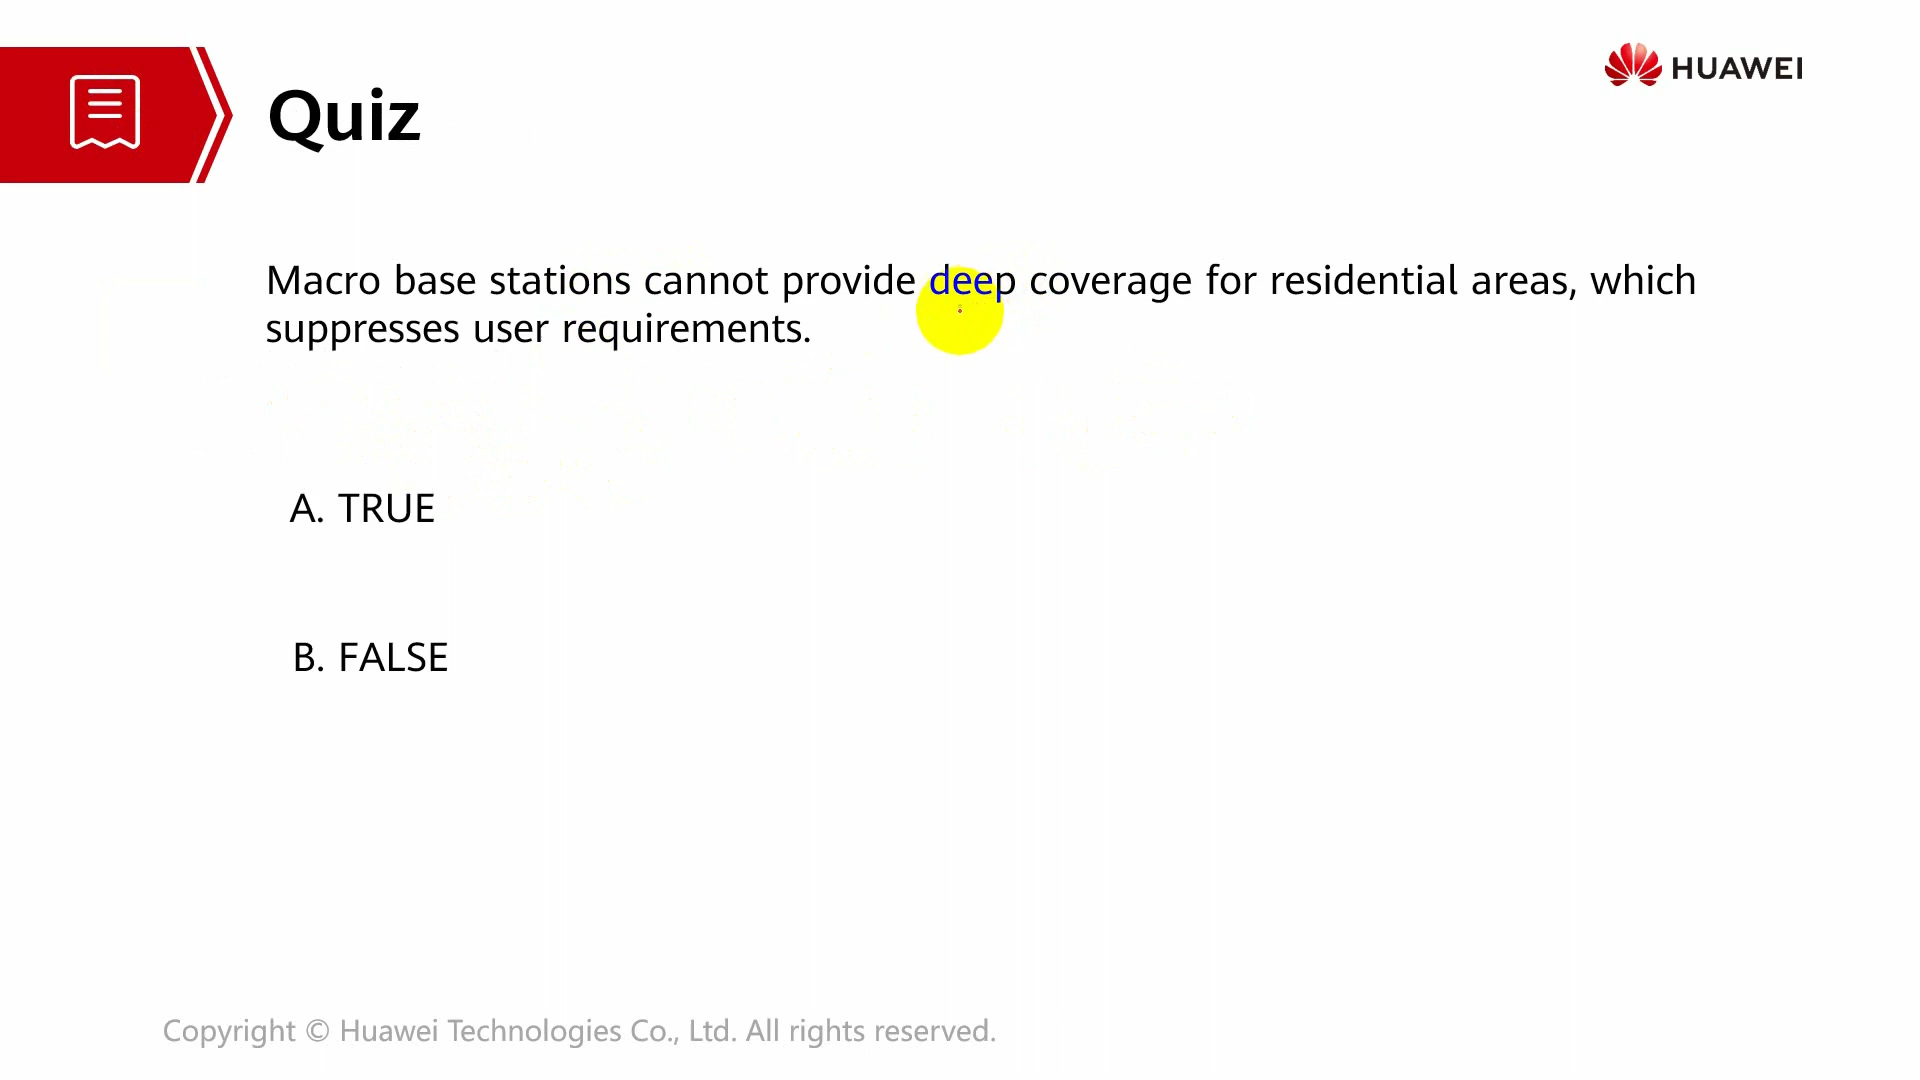 HUAWEI
Quiz
Macro base stations cannot provide deep coverage for residential areas, which
suppresses user requirements.
A. TRUE
B. FALSE
Copyright © Huawei Technologies Co., Ltd. All rights reserved.